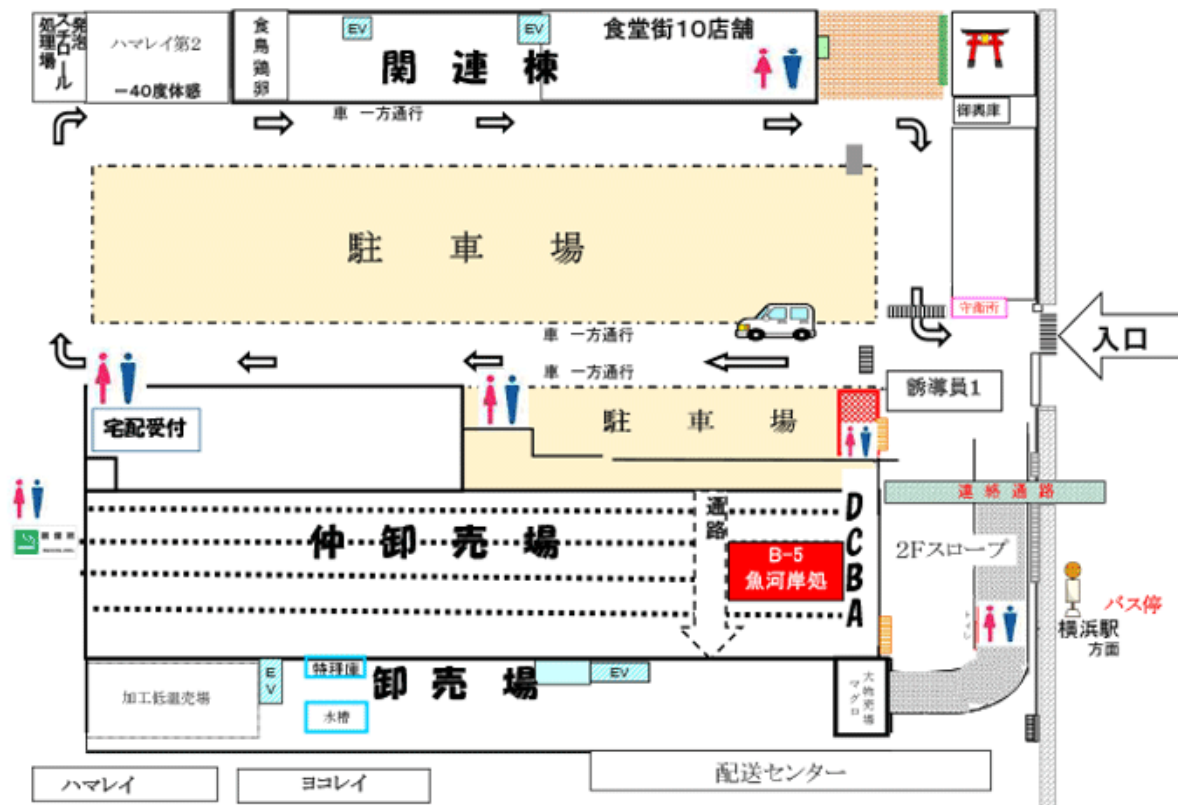 発泡
スチロール
処理場
ハマレイ第2
-40度体感
食鳥鶏卵
EV
EV
食堂街10店舗
関連棟
車 一方通行
御輿庫
駐車場
守衛所
入口
車 一方通行
車 一方通行
誘導員1
宅配受付
駐車場
連絡通路
通路
D
C
B
A
仲卸売場
B-5
魚河岸処
2Fスロープ
トイレ
バス停
横浜駅
方面
加工低温売場
EV
特理庫
水槽
卸売場
EV
大物売場
マグロ
ハマレイ
ヨコレイ
配送センター